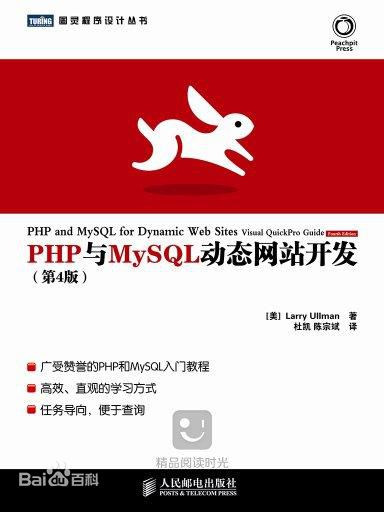 TURING
图灵程序设计丛书
Peachpit
Press
PHP and MySQL for Dynamic Web Sites Visual QuickPro Guide Fourth Edition
PHP与MySQL动态网站开发
（第4版）
[美] Larry Ullman 著
杜凯 陈宗斌 译
广受赞誉的PHP和MySQL入门教程
高效、直观的学习方式
任务导向，便于查询
精品阅读时光
Bai du 百科
人民邮电出版社
POSTS & TELECOM PRESS